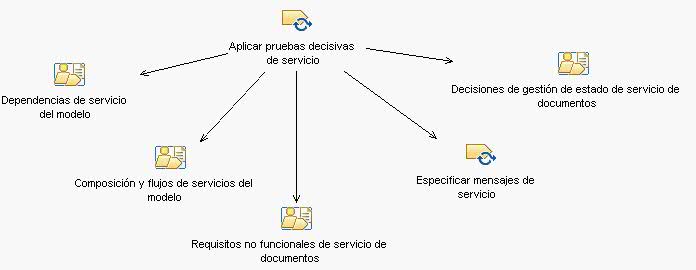 Aplicar pruebas decisivas
de servicio
Decisiones de gestión de estado de servicio de
documentos
Dependencias de servicio
del modelo
Composición y flujos de servicios del
modelo
Especificar mensajes de
servicio
Requisitos no funcionales de servicio de
documentos